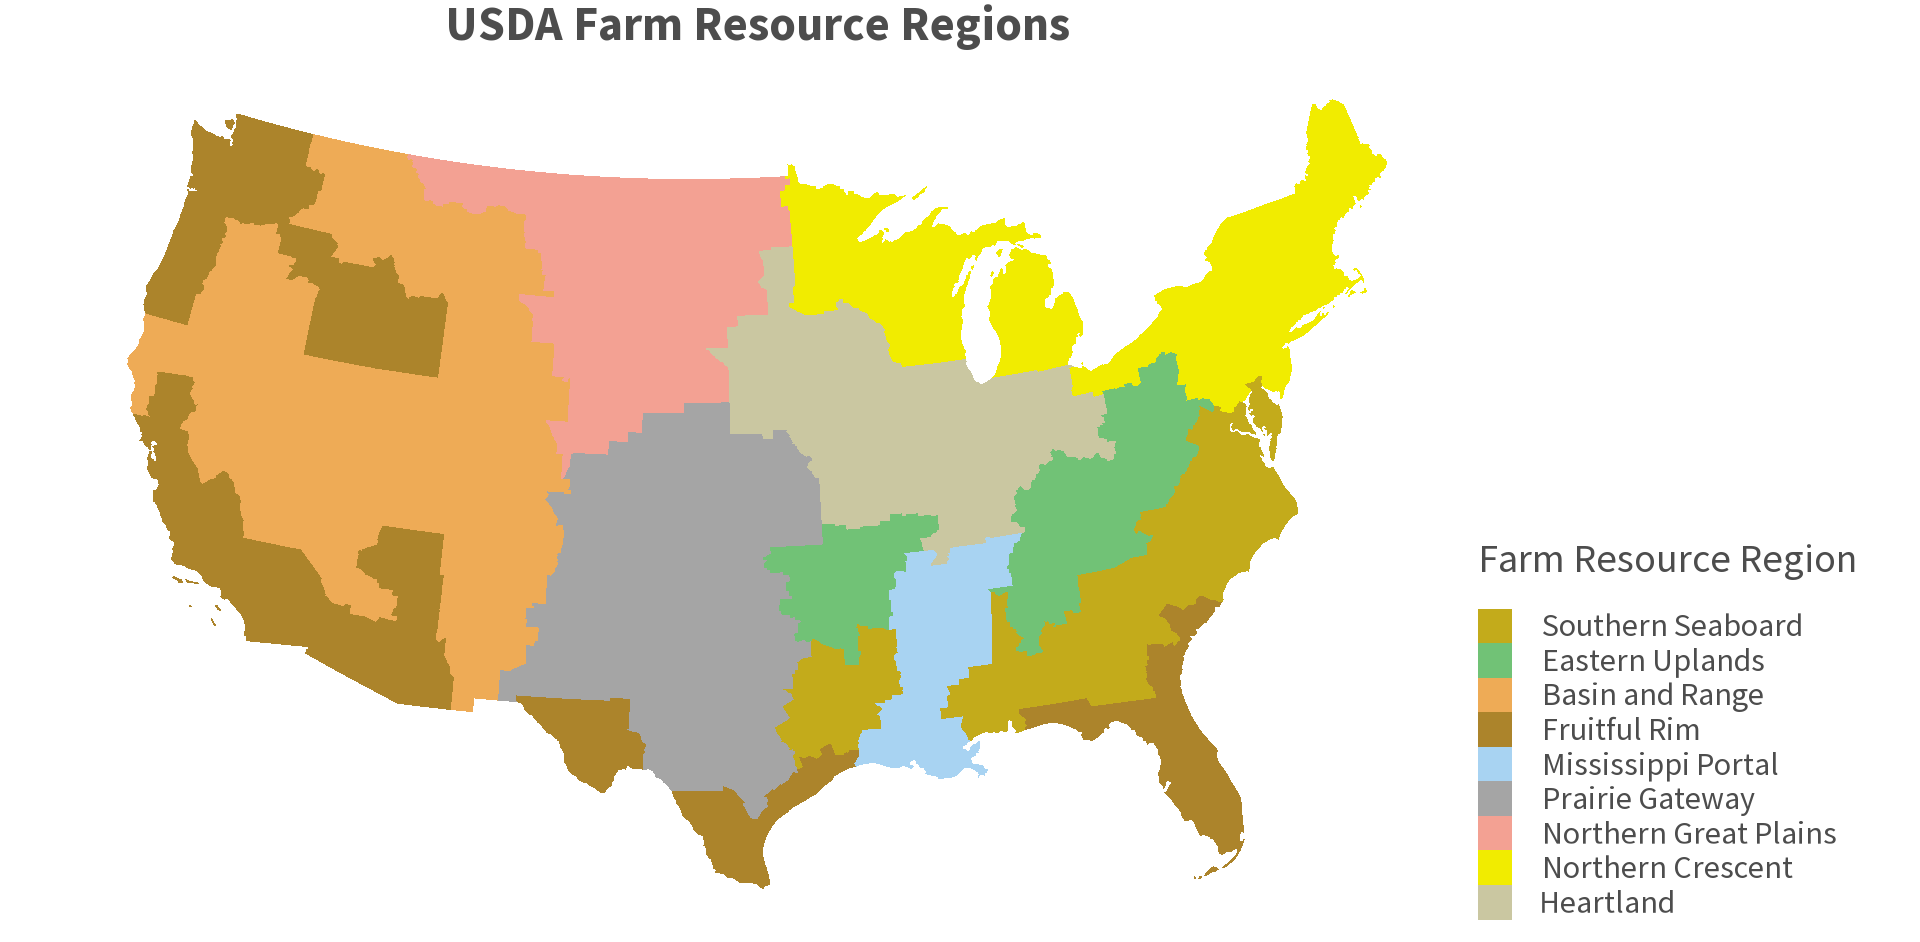 USDA Farm Resource Regions
Farm Resource Region
Southern Seaboard
Eastern Uplands
Basin and Range
Fruitful Rim
Mississippi Portal
Prairie Gateway
Northern Great Plains
Northern Crescent
Heartland